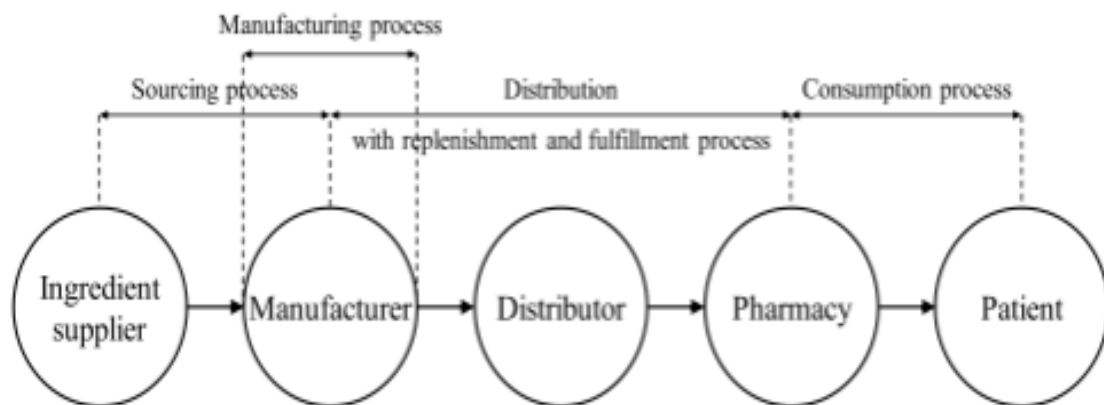 Manufacturing process
Sourcing process
Distribution
Consumption process
with replenishment and fulfillment process
Ingredient
supplier
Manufacturer
Distributor
Pharmacy
Patient